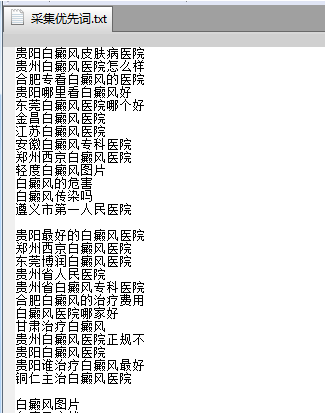 采集优先词.txt
贵阳白癜风皮肤病医院
贵州白癜风医院怎么样
合肥专看白癜风的医院
贵阳哪里看白癜风好
东莞白癜风医院哪个好
金昌白癜风医院
江苏白癜风医院
安徽白癜风专科医院
郑州西京白癜风医院
轻度白癜风图片
白癜风的危害
白癜风传染吗
遵义市第一人民医院
贵阳最好的白癜风医院
郑州西京白癜风医院
东莞博润白癜风医院
贵州省人民医院
贵州省白癜风专科医院
合肥白癜风的治疗费用
白癜风医院哪家好
甘肃治疗白癜风
贵州白癜风医院正规不
贵阳白癜风医院
贵阳谁治疗白癜风最好
铜仁主治白癜风医院
白癜风图片